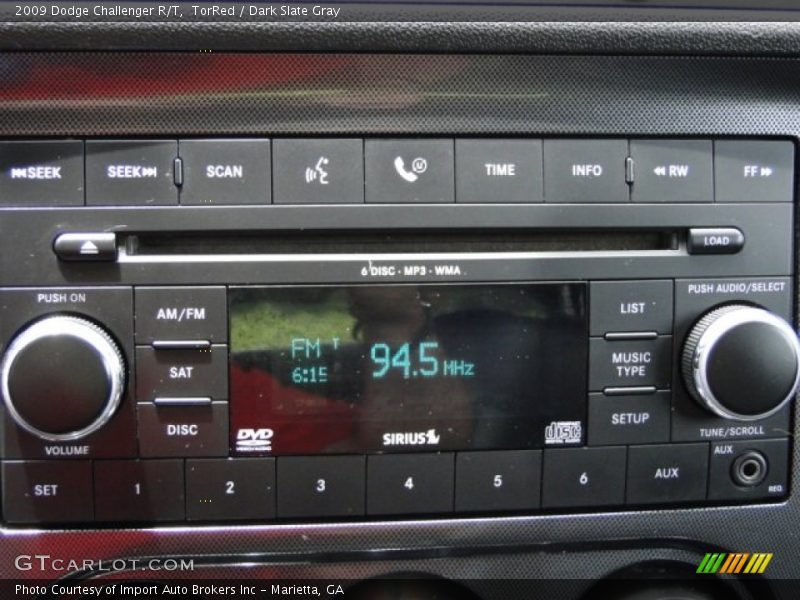 2009 Dodge Challenger R/T, TorRed / Dark Slate Gray
SEEK SEEK SCAN TIME INFO RW FF
LOAD
6 DISC · MP3 · WMA
PUSH ON
PUSH AUDIO/SELECT
AM/FM
LIST
FM T
94.5 MHz
6:15
SAT
MUSIC
TYPE
DISC
SETUP
DVD
SIRIUS
disc
VOLUME
TUNE/SCROLL
SET 1 2 3 4 5 6 AUX
AUX
REQ
GTCARLOT.COM
Photo Courtesy of Import Auto Brokers Inc – Marietta, GA